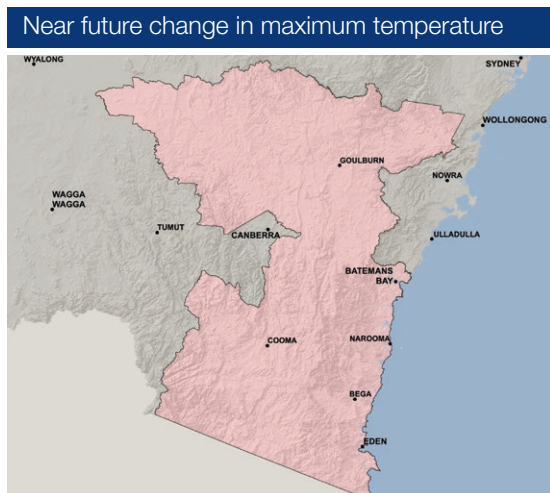 Near future change in maximum temperature
WYALONG
SYDNEY
WOLLONGONG
GOULBURN
NOWRA
WAGGA
WAGGA
TUMUT
CANBERRA
ULLADULLA
BATEMANS
BAY
COOMA
NAROOMA
BEGA
EDEN